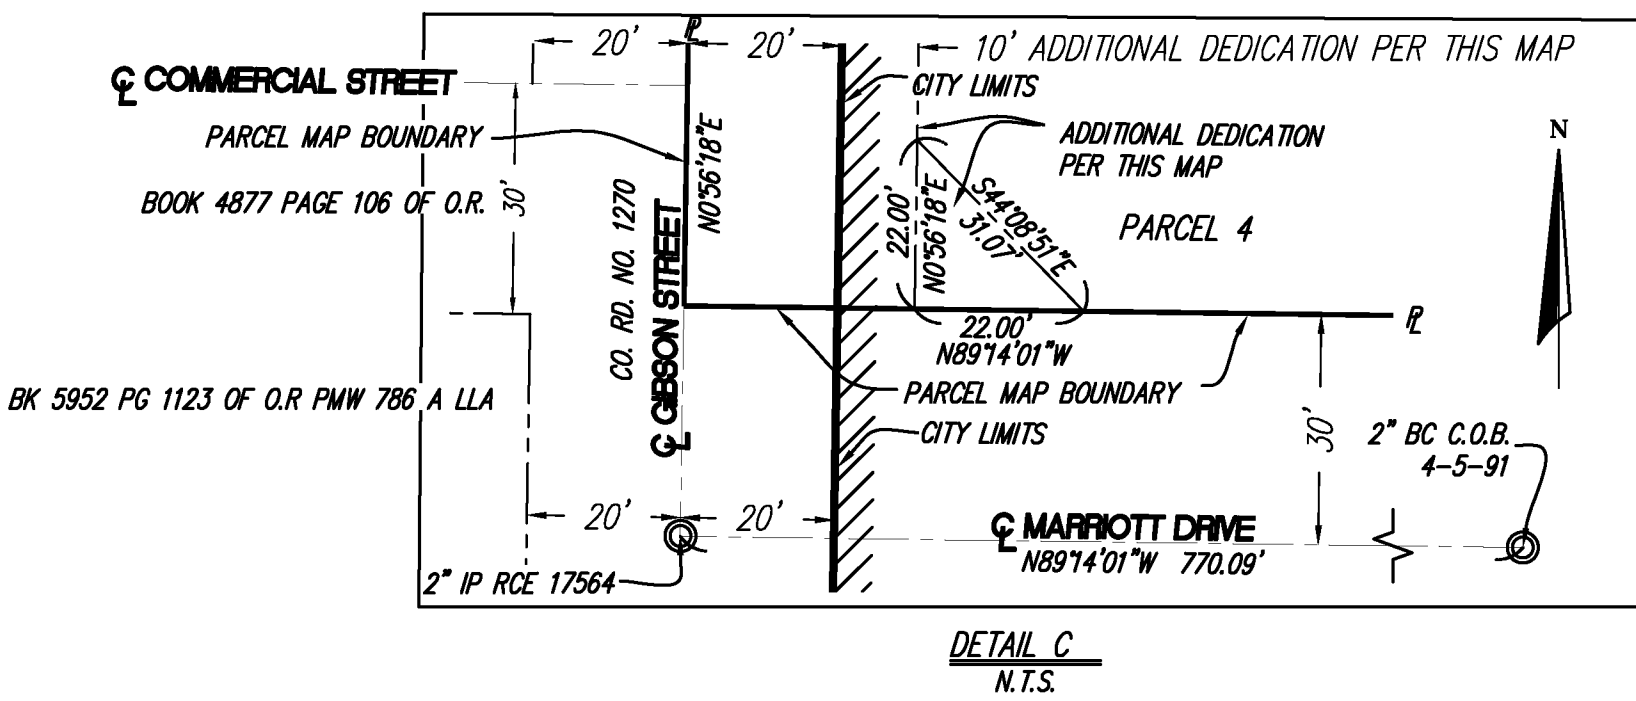 ℄ COMMERCIAL STREET
20'
℄
20'
10' ADDITIONAL DEDICATION PER THIS MAP
CITY LIMITS
PARCEL MAP BOUNDARY
30'
BOOK 4877 PAGE 106 OF O.R.
N0°56'18"E
CO. RD. NO. 1270
℄ GIBSON STREET
ADDITIONAL DEDICATION
PER THIS MAP
22.00'
N0°56'18"E
S44°08'51"E
31.07'
PARCEL 4
N
22.00'
N89°14'01"W
PL
BK 5952 PG 1123 OF O.R PMW 786 A LLA
PARCEL MAP BOUNDARY
CITY LIMITS
30'
2" BC C.O.B.
4-5-91
20'
20'
℄ MARRIOTT DRIVE
N89°14'01"W 770.09'
2" IP RCE 17564
DETAIL C
N.T.S.